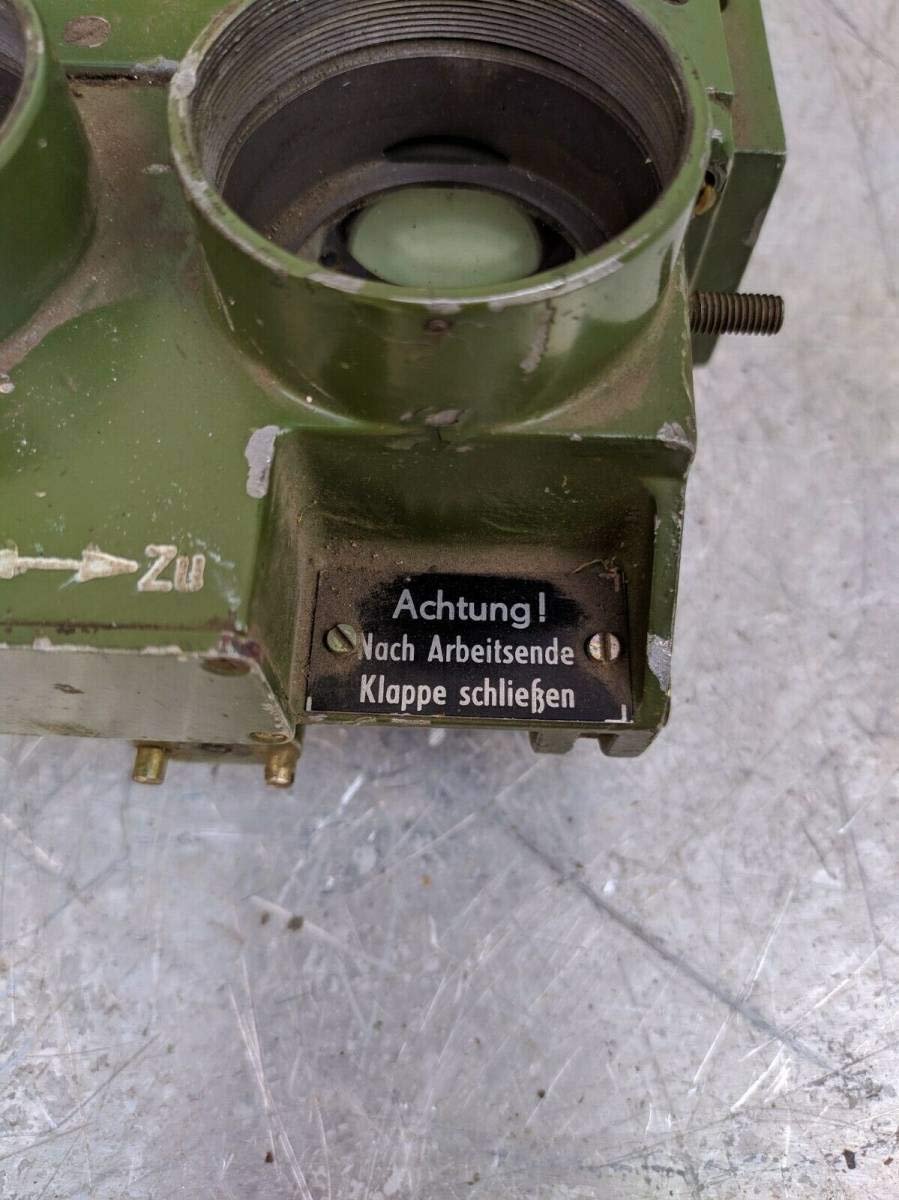 Zu
Achtung!
Nach Arbeitsende
Klappe schließen